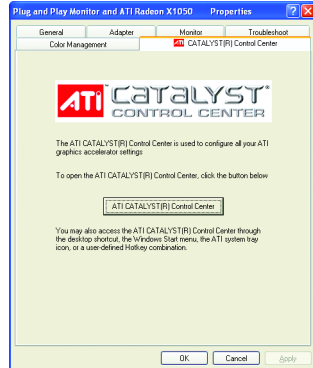 Plug and Play Monitor and ATI Radeon X1050 Properties
General Adapter Monitor Troubleshoot
Color Management ATI CATALYST(R) Control Center
ATI CATALYST®
CONTROL CENTER
The ATI CATALYST(R) Control Center is used to configure all your ATI
graphics accelerator settings
To open the ATI CATALYST(R) Control Center, click the button below
ATI CATALYST(R) Control Center
You may also access the ATI CATALYST(R) Control Center through
the desktop shortcut, the Windows Start menu, the ATI system tray
icon, or a user-defined Hotkey combination.
OK Cancel Apply